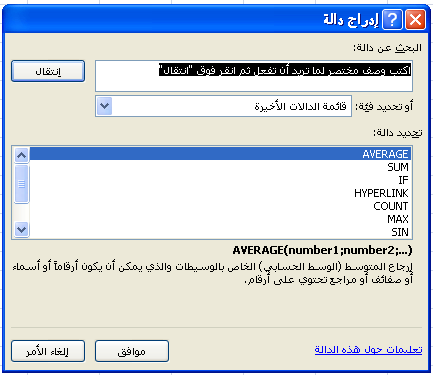 إدراج دالة
البحث عن دالة:
اكتب وصف مختصر لما تريد أن تفعل ثم انقر فوق "انتقال"
إنتقال
أو تحديد فئة:
قائمة الدالات الأخيرة
تحديد دالة:
AVERAGE
SUM
IF
HYPERLINK
COUNT
MAX
SIN
AVERAGE(number1;number2;...)
إرجاع المتوسط (الوسط الحسابي) الخاص بالوسيطات والذي يمكن أن يكون أرقاماً أو أسماء
أو صفائف أو مراجع تحتوي على أرقام.
تعليمات حول هذه الدالة
موافق
إلغاء الأمر